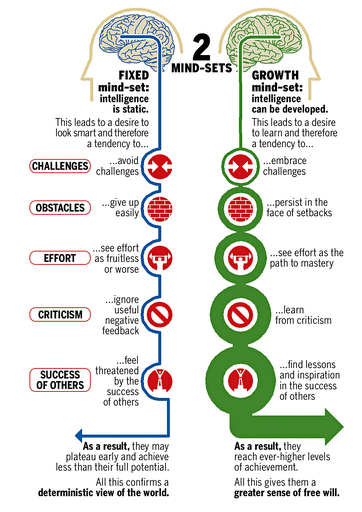 2
MIND-SETS
FIXED
mind-set:
intelligence
is static.
This leads to a desire to
look smart and therefore
a tendency to...
GROWTH
mind-set:
intelligence
can be developed.
This leads to a desire
to learn and therefore
a tendency to...
CHALLENGES
...avoid
challenges
...embrace
challenges
OBSTACLES
...give up
easily
...persist in the
face of setbacks
EFFORT
...see effort
as fruitless
or worse
...see effort as the
path to mastery
CRITICISM
...ignore
useful
negative
feedback
...learn
from criticism
SUCCESS
OF OTHERS
...feel
threatened
by the
success
of others
...find lessons
and inspiration
in the success
of others
As a result, they may
plateau early and achieve
less than their full potential.
All this confirms a
deterministic view of the world.
As a result, they
reach ever-higher levels
of achievement.
All this gives them a
greater sense of free will.